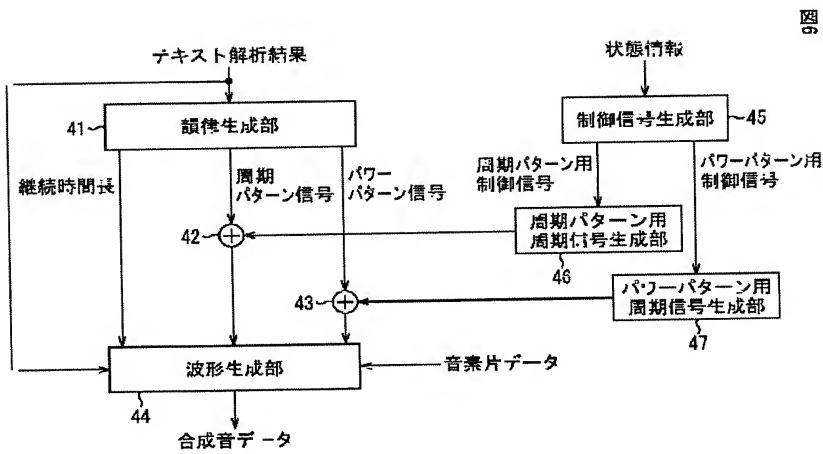 図6
テキスト解析結果
状態情報
41
韻律生成部
制御信号生成部
45
継続時間長
周期
パターン信号
パワー
パターン信号
周期パターン用
制御信号
パワーパターン用
制御信号
42
周期パターン用
周期信号生成部
46
43
パワーパターン用
周期信号生成部
47
波形生成部
音素片データ
44
合成音データ